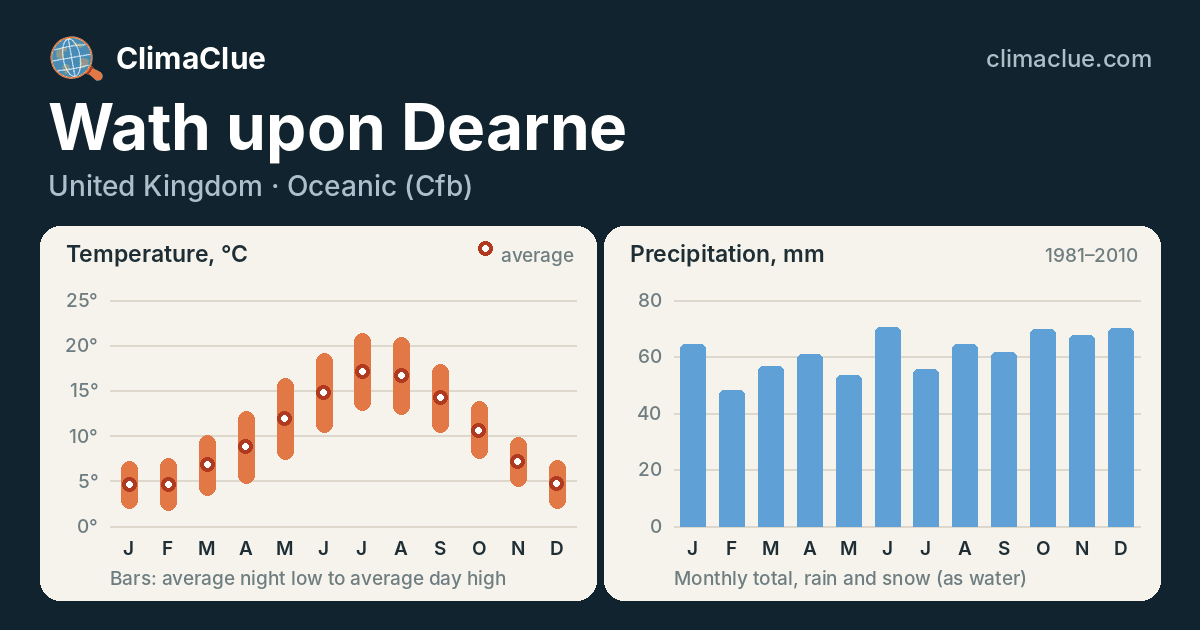 ClimaClue
climaclue.com
Wath upon Dearne
United Kingdom · Oceanic (Cfb)
Temperature, °C
average
25°
20°
15°
10°
5°
0°
J F M A M J J A S O N D
Bars: average night low to average day high
Precipitation, mm
1981–2010
80
60
40
20
0
J F M A M J J A S O N D
Monthly total, rain and snow (as water)